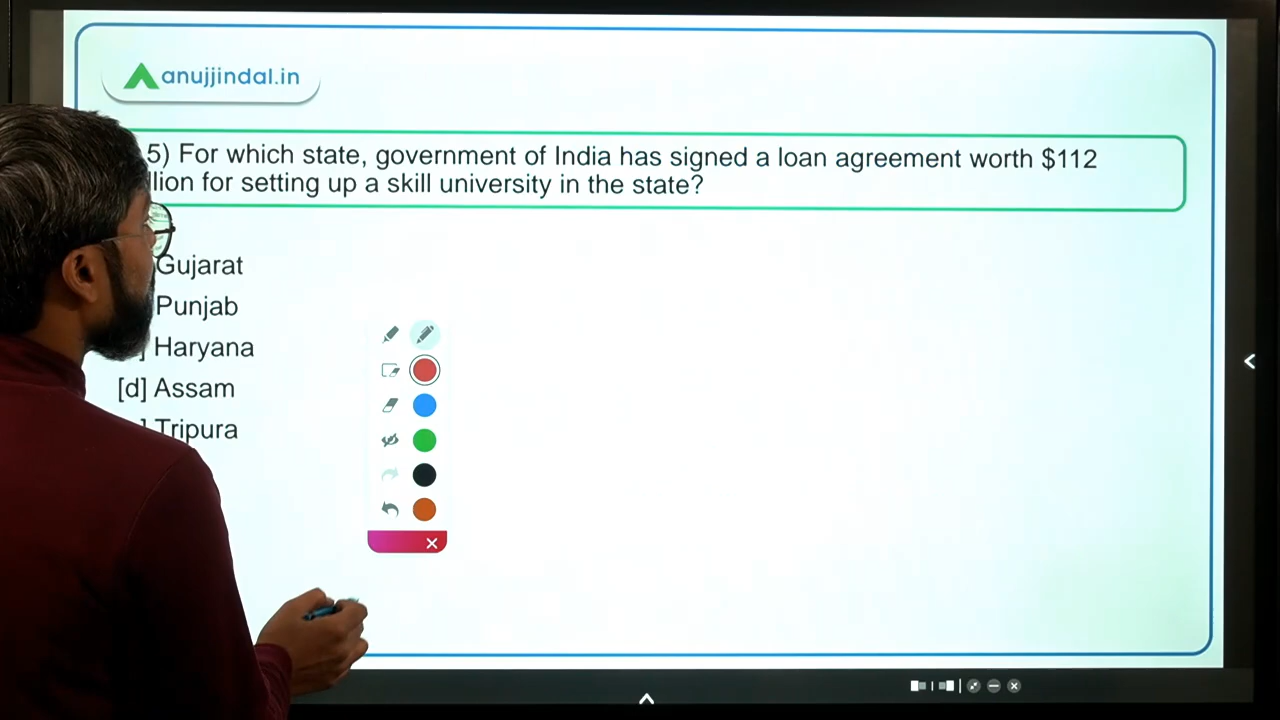 anujjindal.in
5) For which state, government of India has signed a loan agreement worth $112
llion for setting up a skill university in the state?
Gujarat
Punjab
] Haryana
[d] Assam
] Tripura